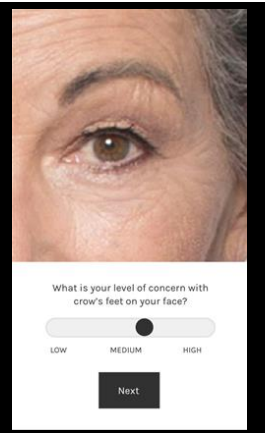 What is your level of concern with
crow's feet on your face?
LOW MEDIUM HIGH
Next